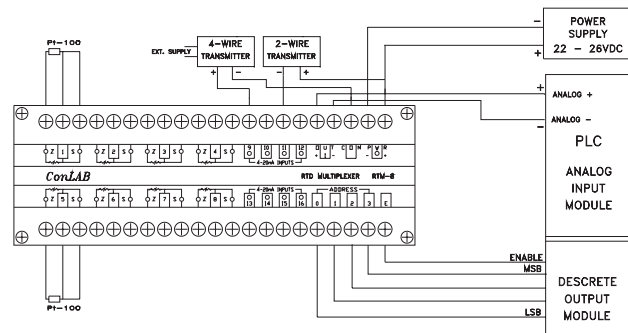 Pt-100
EXT. SUPPLY
4-WIRE
TRANSMITTER
+ -
2-WIRE
TRANSMITTER
- +
-
+
POWER
SUPPLY
22 - 26VDC
+
-
ANALOG +
ANALOG -
PLC
ANALOG
INPUT
MODULE
Z 1 S Z 2 S Z 3 S Z 4 S
9 10 11 12 OUT COM PWR
+ - - +
4-20mA INPUTS
ConLAB
RTD MULTIPLEXER RTM-8
Z 5 S Z 6 S Z 7 S Z 8 S
ADDRESS
13 14 15 16 0 1 2 3 E
4-20mA INPUTS
Pt-100
ENABLE
MSB
LSB
DESCRETE
OUTPUT
MODULE